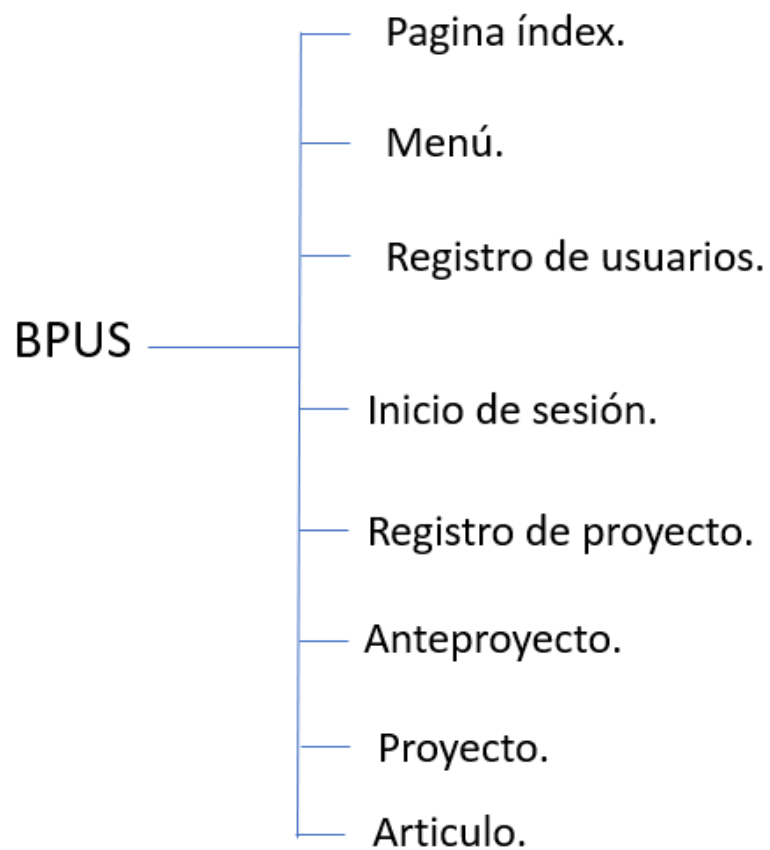 Pagina índex.
Menú.
Registro de usuarios.
BPUS
Inicio de sesión.
Registro de proyecto.
Anteproyecto.
Proyecto.
Articulo.